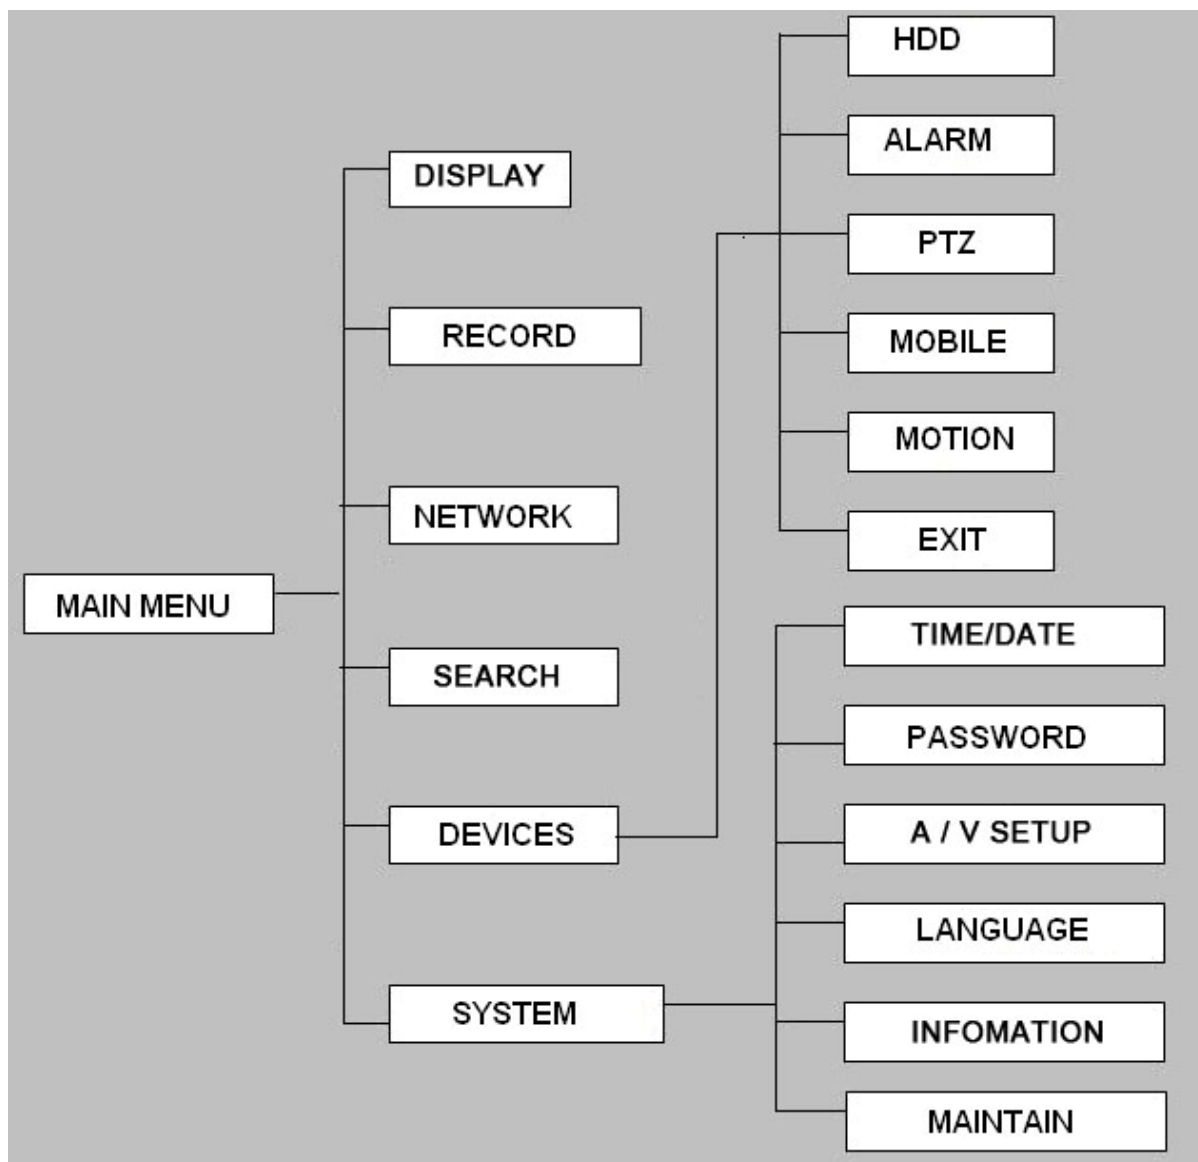 MAIN MENU
DISPLAY
RECORD
NETWORK
SEARCH
DEVICES
SYSTEM
HDD
ALARM
PTZ
MOBILE
MOTION
EXIT
TIME/DATE
PASSWORD
A / V SETUP
LANGUAGE
INFOMATION
MAINTAIN